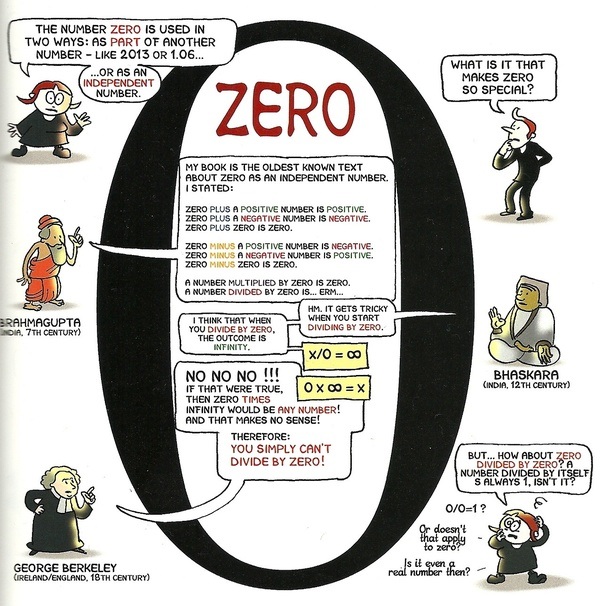 THE NUMBER ZERO IS USED IN
TWO WAYS: AS PART OF ANOTHER
NUMBER - LIKE 2013 OR 1.06...
...OR AS AN
INDEPENDENT
NUMBER.
ZERO
WHAT IS IT THAT
MAKES ZERO
SO SPECIAL?
MY BOOK IS THE OLDEST KNOWN TEXT
ABOUT ZERO AS AN INDEPENDENT NUMBER.
I STATED:
ZERO PLUS A POSITIVE NUMBER IS POSITIVE.
ZERO PLUS A NEGATIVE NUMBER IS NEGATIVE.
ZERO PLUS ZERO IS ZERO.
ZERO MINUS A POSITIVE NUMBER IS NEGATIVE.
ZERO MINUS A NEGATIVE NUMBER IS POSITIVE.
ZERO MINUS ZERO IS ZERO.
A NUMBER MULTIPLIED BY ZERO IS ZERO.
A NUMBER DIVIDED BY ZERO IS... ERM...
BRAHMAGUPTA
(INDIA, 7TH CENTURY)
HM. IT GETS TRICKY
WHEN YOU START
DIVIDING BY ZERO.
I THINK THAT WHEN
YOU DIVIDE BY ZERO,
THE OUTCOME IS
INFINITY.
x/0 = ∞
0 x ∞ = x
BHASKARA
(INDIA, 12TH CENTURY)
NO NO NO !!!
IF THAT WERE TRUE,
THEN ZERO TIMES
INFINITY WOULD BE ANY NUMBER!
AND THAT MAKES NO SENSE!
THEREFORE:
YOU SIMPLY CAN'T
DIVIDE BY ZERO!
GEORGE BERKELEY
(IRELAND/ENGLAND, 18TH CENTURY)
BUT... HOW ABOUT ZERO
DIVIDED BY ZERO? A
NUMBER DIVIDED BY ITSELF
S ALWAYS 1, ISN'T IT?
0/0=1 ?
Or doesn't
that apply
to zero?
Is it even a
real number then?